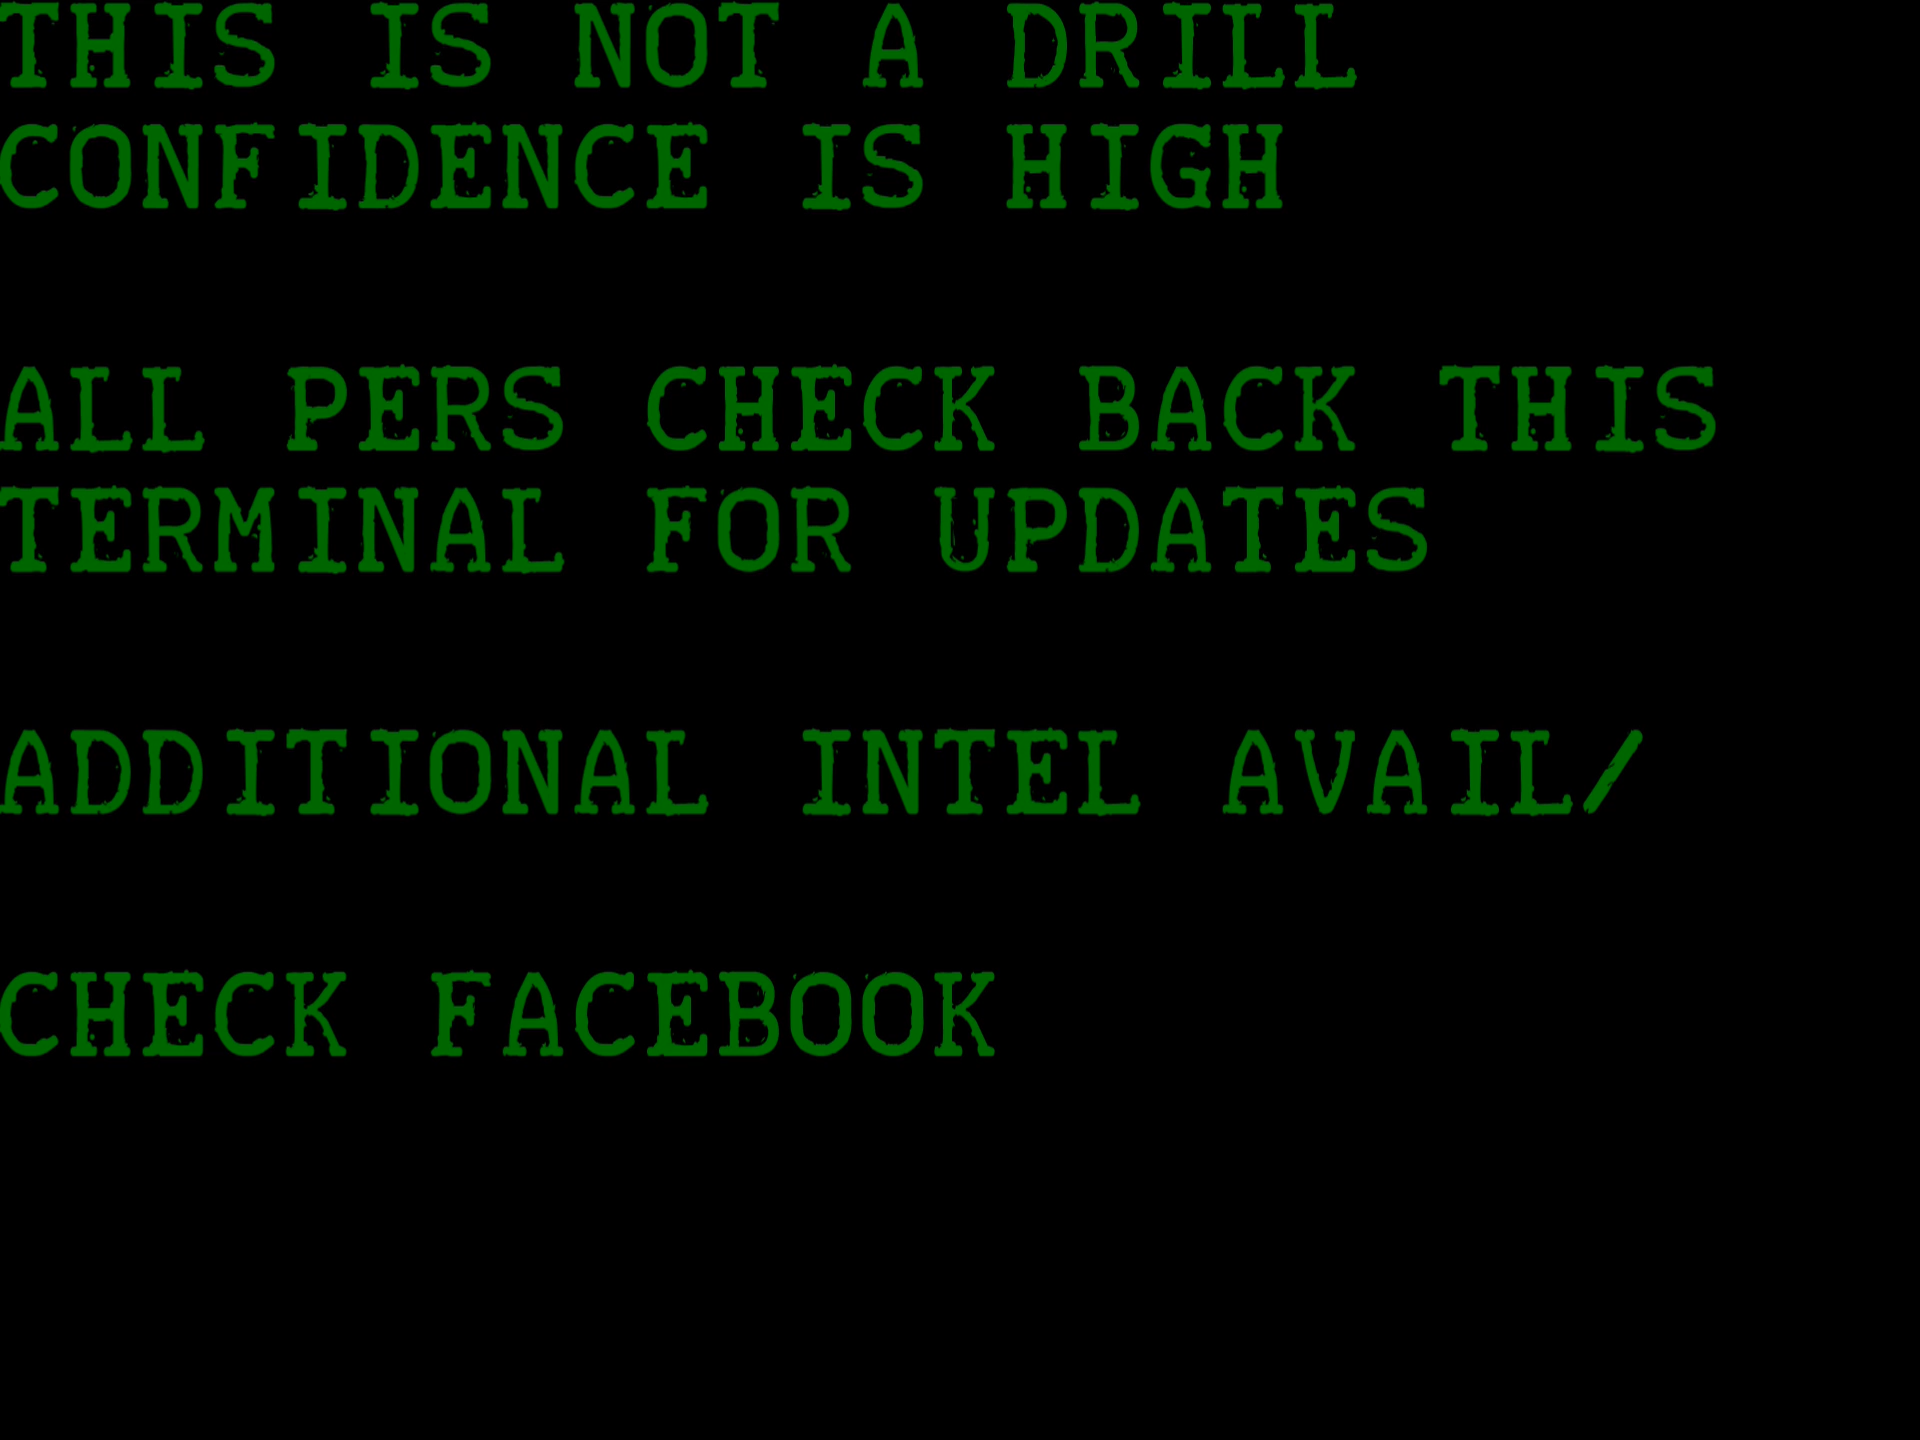 THIS IS NOT A DRILL
CONFIDENCE IS HIGH
ALL PERS CHECK BACK THIS
TERMINAL FOR UPDATES
ADDITIONAL INTEL AVAIL/
CHECK FACEBOOK